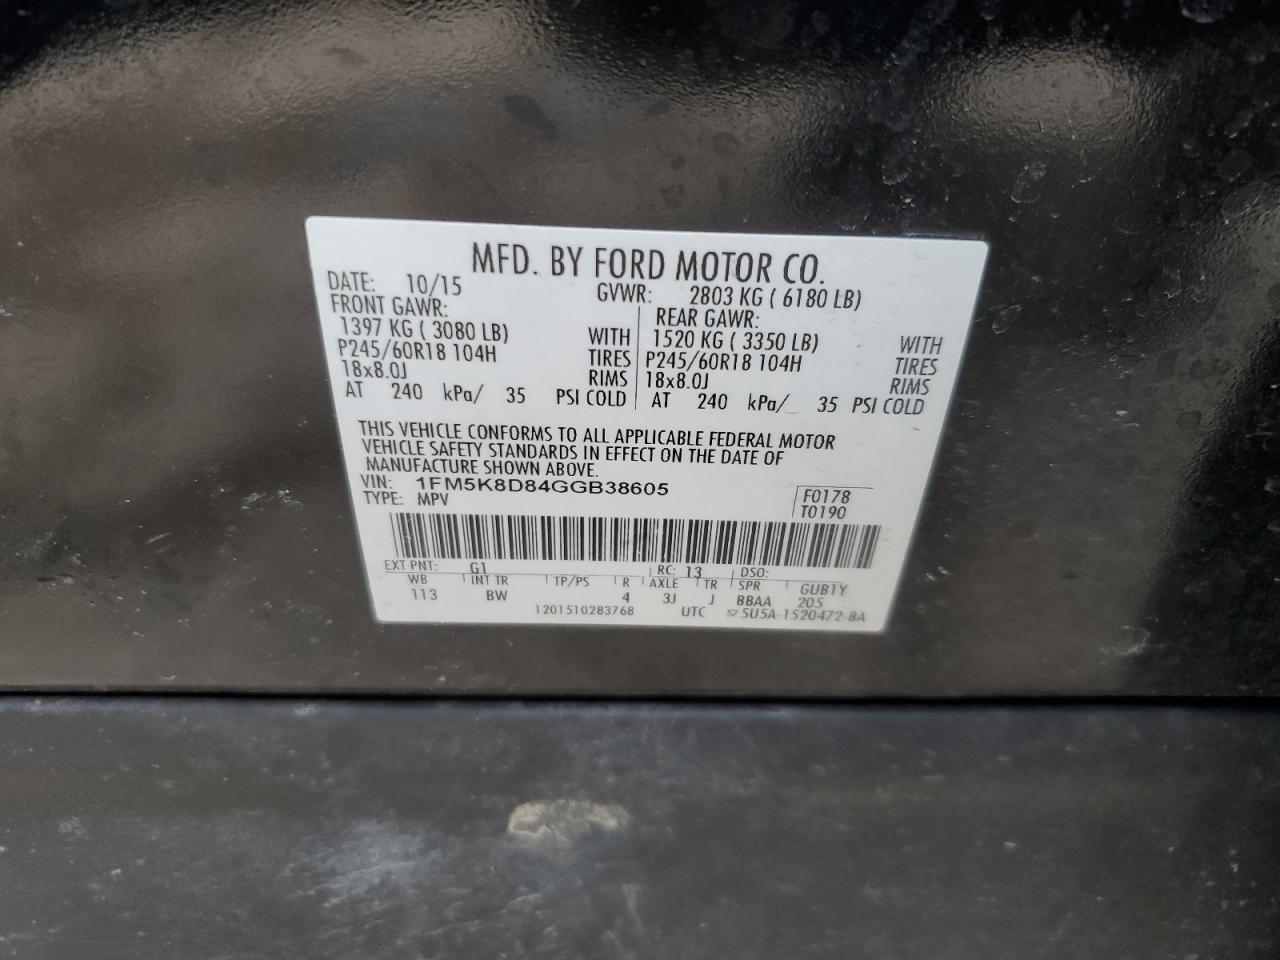 MFD. BY FORD MOTOR CO.
DATE: 10/15 GVWR: 2803 KG ( 6180 LB)
FRONT GAWR: REAR GAWR:
1397 KG ( 3080 LB) WITH 1520 KG ( 3350 LB) WITH
P245/60R18 104H TIRES P245/60R18 104H TIRES
18x8.0J RIMS 18x8.0J RIMS
AT 240 kPa/ 35 PSI COLD AT 240 kPa/ 35 PSI COLD
THIS VEHICLE CONFORMS TO ALL APPLICABLE FEDERAL MOTOR
VEHICLE SAFETY STANDARDS IN EFFECT ON THE DATE OF
MANUFACTURE SHOWN ABOVE.
VIN: 1FM5K8D84GGB38605 F0178
TYPE: MPV T0190
EXT PNT: G1 RC: 13 DSO:
WB INT TR TP/PS R AXLE TR SPR GUB1Y
113 BW 4 3J J BBAA 205
1201510283768 UTC 5U5A-1520472-BA